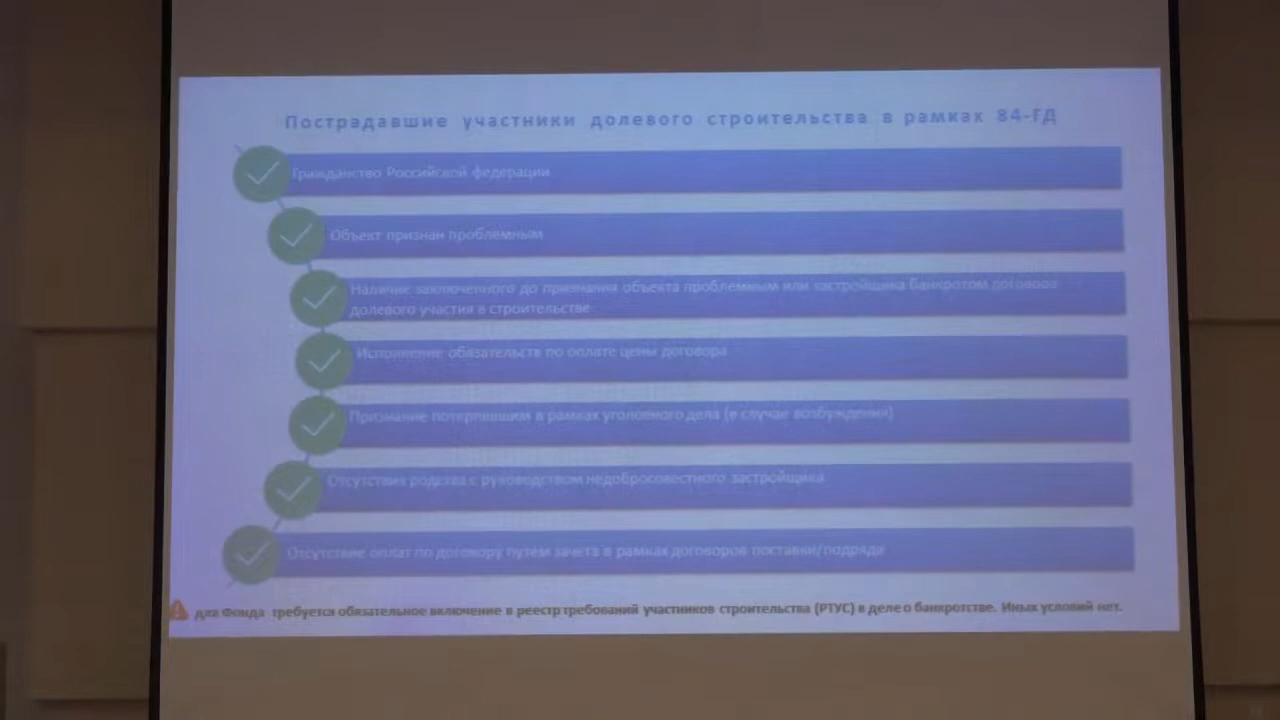 Пострадавшие участники долевого строительства в рамках 84-ГД
Гражданство Российской федерации
Объект признан проблемным
Наличие заключенного до признания объекта проблемным или застройщика банкротом договора
долевого участия в строительстве
Исполнение обязательств по оплате цены договора
Признание потерпевшим в рамках уголовного дела (в случае возбуждения)
Отсутствие родства с руководством недобросовестного застройщика
Отсутствие оплат по договору путем зачета в рамках договоров поставки/подряда
для Фонда требуется обязательное включение в реестр требований участников строительства (РТУС) в деле о банкротстве. Иных условий нет.